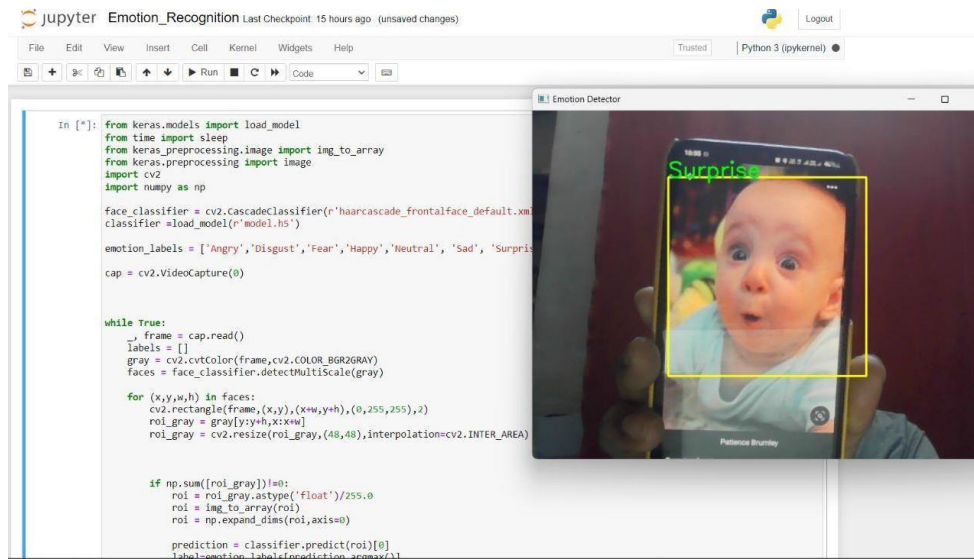 jupyter Emotion_Recognition Last Checkpoint: 15 hours ago (unsaved changes)
Logout
File Edit View Insert Cell Kernel Widgets Help
Trusted
Python 3 (ipykernel)
Run
Code
In [*]:
from keras.models import load_model
from time import sleep
from keras_preprocessing.image import img_to_array
from keras.preprocessing import image
import cv2
import numpy as np
face_classifier = cv2.CascadeClassifier(r'haarcascade_frontalface_default.xml
classifier =load_model(r'model.h5')
emotion_labels = ['Angry','Disgust','Fear','Happy','Neutral', 'Sad', 'Surpris
cap = cv2.VideoCapture(0)
while True:
_, frame = cap.read()
labels = []
gray = cv2.cvtColor(frame,cv2.COLOR_BGR2GRAY)
faces = face_classifier.detectMultiScale(gray)
for (x,y,w,h) in faces:
cv2.rectangle(frame,(x,y),(x+w,y+h),(0,255,255),2)
roi_gray = gray[y:y+h,x:x+w]
roi_gray = cv2.resize(roi_gray,(48,48),interpolation=cv2.INTER_AREA)
if np.sum([roi_gray])!=0:
roi = roi_gray.astype('float')/255.0
roi = img_to_array(roi)
roi = np.expand_dims(roi,axis=0)
prediction = classifier.predict(roi)[0]
label=emotion_labels[prediction.argmax()]
Emotion Detector
Surprise
Patience Brumley